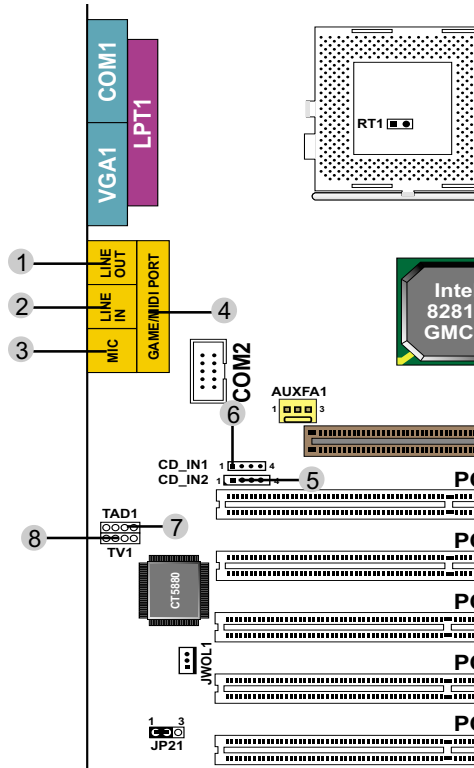 COM1
LPT1
VGA1
RT1
1
LINE OUT
2
LINE IN
3
MIC
GAME/MIDI PORT
4
Inte
8281
GMC
COM2
AUXFA1
1 3
6
CD_IN1 1 4
CD_IN2 1 4
5
PC
TAD1
7
8
TV1
PC
CT5880
PC
JWOL1
PC
1 3
JP21
PC